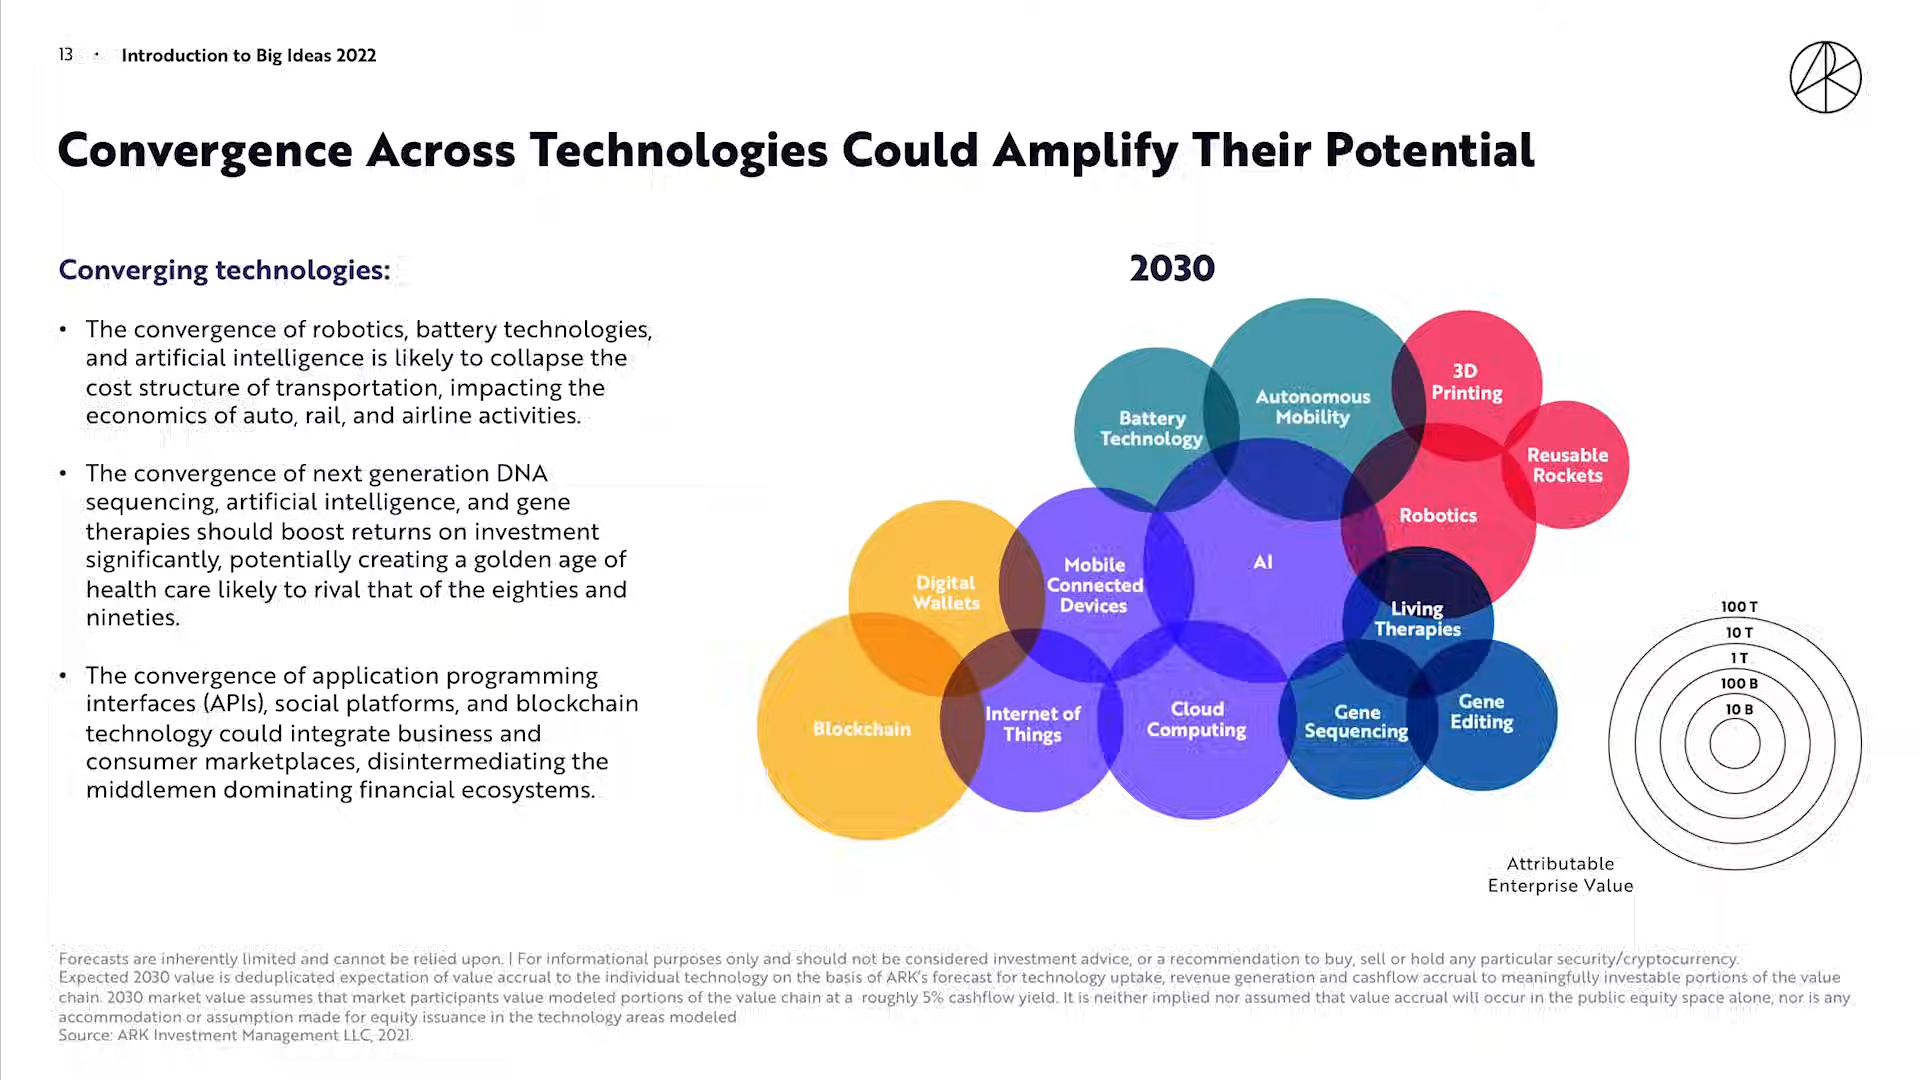 13 · Introduction to Big Ideas 2022
Convergence Across Technologies Could Amplify Their Potential
Converging technologies:
• The convergence of robotics, battery technologies,
and artificial intelligence is likely to collapse the
cost structure of transportation, impacting the
economics of auto, rail, and airline activities.
• The convergence of next generation DNA
sequencing, artificial intelligence, and gene
therapies should boost returns on investment
significantly, potentially creating a golden age of
health care likely to rival that of the eighties and
nineties.
• The convergence of application programming
interfaces (APIs), social platforms, and blockchain
technology could integrate business and
consumer marketplaces, disintermediating the
middlemen dominating financial ecosystems.
2030
3D
Printing
Autonomous
Mobility
Battery
Technology
Reusable
Rockets
Robotics
AI
Mobile
Connected
Devices
Digital
Wallets
Living
Therapies
Blockchain
Internet of
Things
Cloud
Computing
Gene
Sequencing
Gene
Editing
100 T
10 T
1 T
100 B
10 B
Attributable
Enterprise Value
Forecasts are inherently limited and cannot be relied upon. | For informational purposes only and should not be considered investment advice, or a recommendation to buy, sell or hold any particular security/cryptocurrency.
Expected 2030 value is deduplicated expectation of value accrual to the individual technology on the basis of ARK's forecast for technology uptake, revenue generation and cashflow accrual to meaningfully investable portions of the value
chain. 2030 market value assumes that market participants value modeled portions of the value chain at a roughly 5% cashflow yield. It is neither implied nor assumed that value accrual will occur in the public equity space alone; nor is any
accommodation or assumption made for equity issuance in the technology areas modeled
Source: ARK Investment Management LLC, 2021.